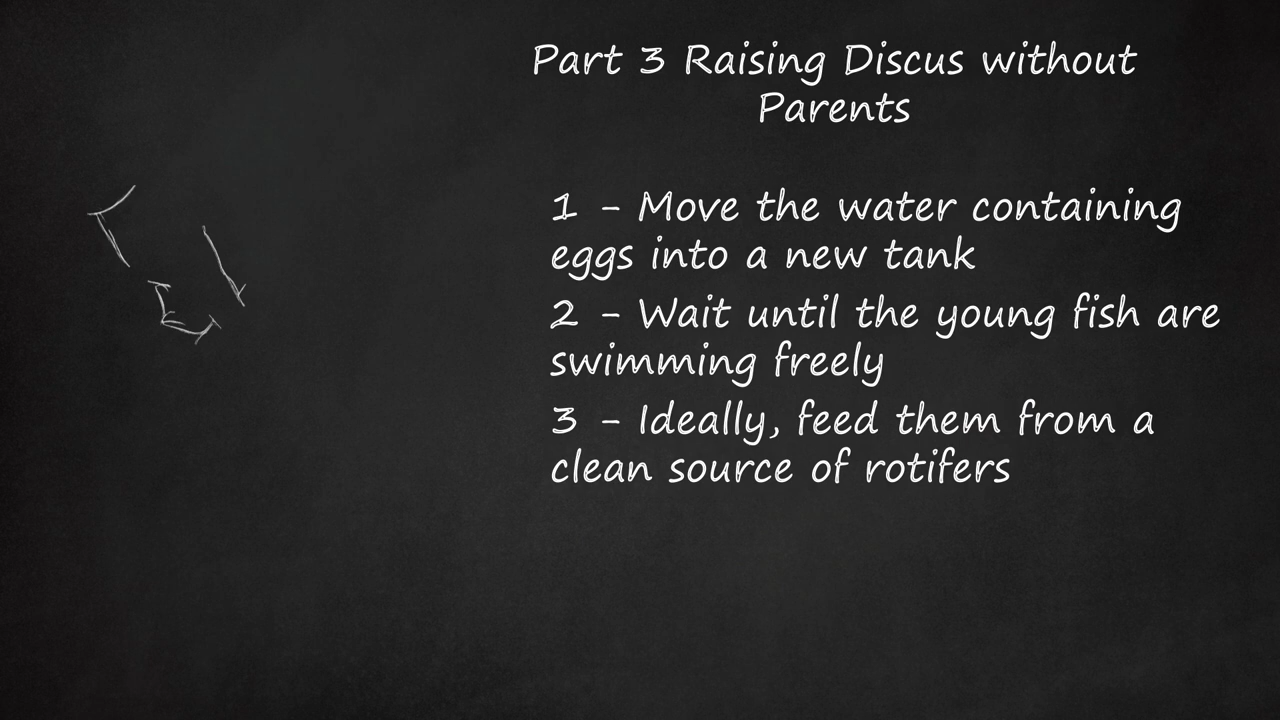 Part 3 Raising Discus without
Parents
1 - Move the water containing
eggs into a new tank
2 - Wait until the young fish are
swimming freely
3 - Ideally, feed them from a
clean source of rotifers